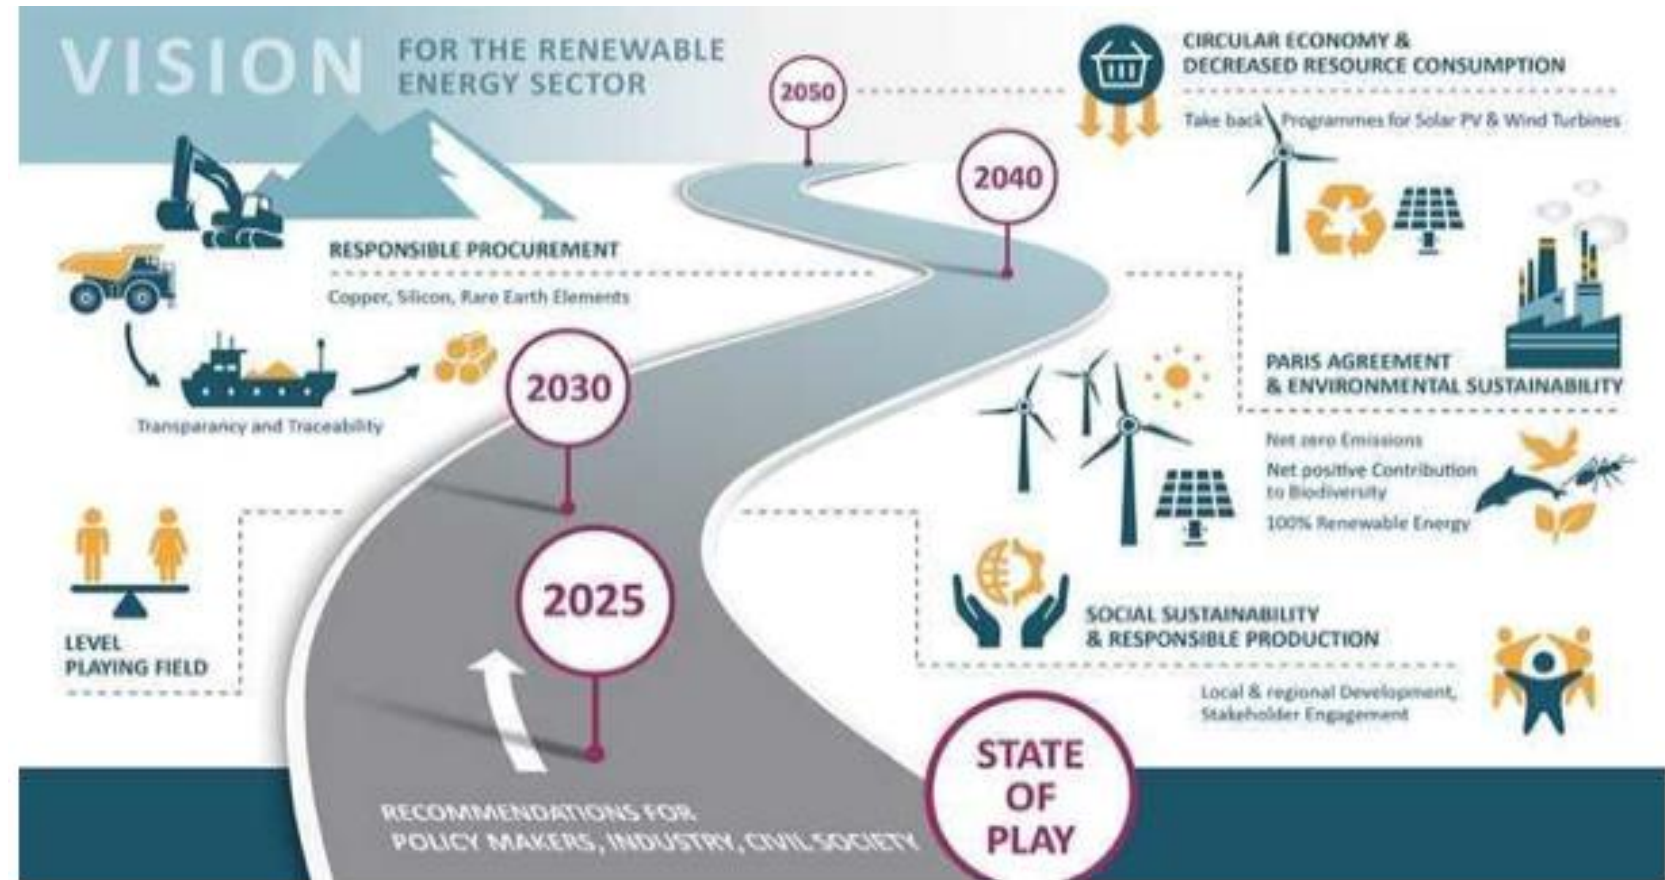 VISION
FOR THE RENEWABLE
ENERGY SECTOR
2050
CIRCULAR ECONOMY &
DECREASED RESOURCE CONSUMPTION
Take back Programmes for Solar PV & Wind Turbines
2040
RESPONSIBLE PROCUREMENT
Copper, Silicon, Rare Earth Elements
Transparancy and Traceability
2030
PARIS AGREEMENT
& ENVIRONMENTAL SUSTAINABILITY
Net zero Emissions
Net positive Contribution
to Biodiversity
100% Renewable Energy
LEVEL
PLAYING FIELD
2025
SOCIAL SUSTAINABILITY
& RESPONSIBLE PRODUCTION
Local & regional Development,
Stakeholder Engagement
STATE
OF
PLAY
RECOMMENDATIONS FOR
POLICY MAKERS, INDUSTRY, CIVIL SOCIETY